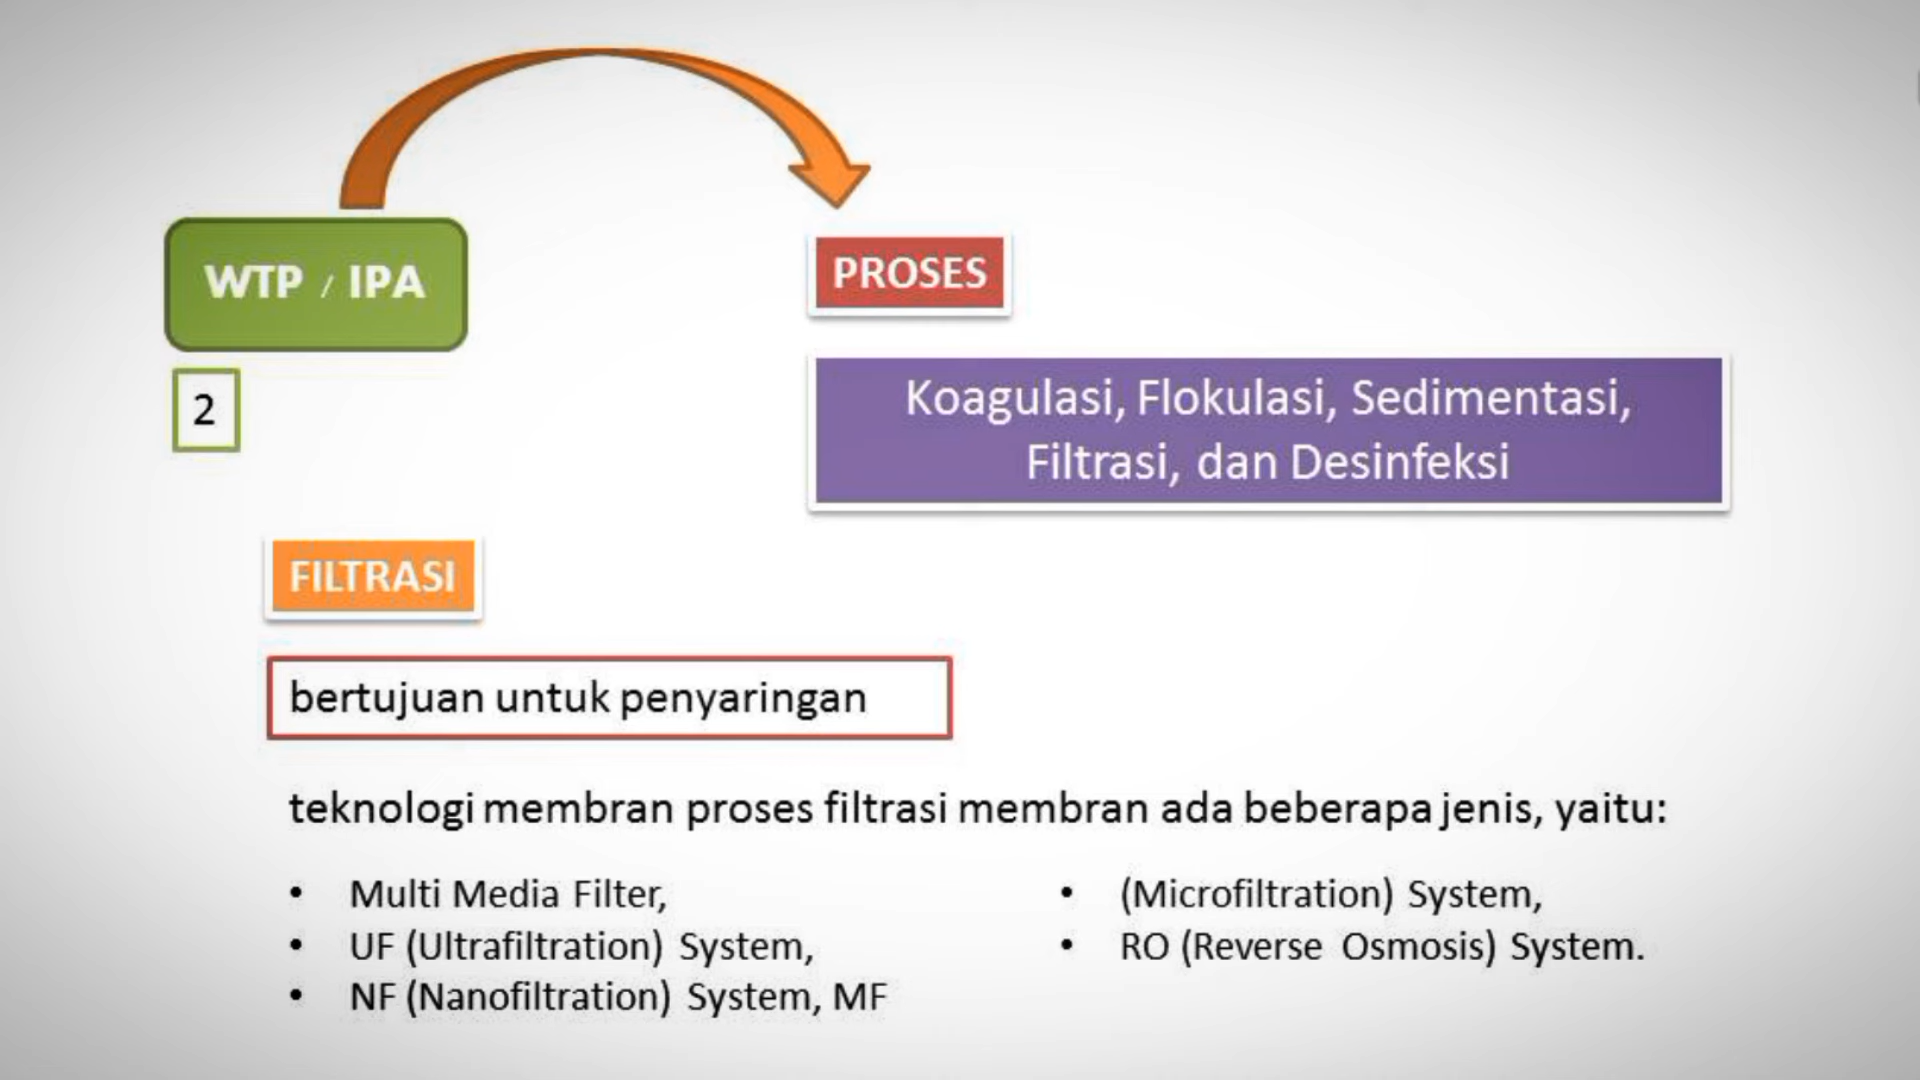 WTP / IPA
PROSES
2
Koagulasi, Flokulasi, Sedimentasi,
Filtrasi, dan Desinfeksi
FILTRASI
bertujuan untuk penyaringan
teknologi membran proses filtrasi membran ada beberapa jenis, yaitu:
• Multi Media Filter,
• UF (Ultrafiltration) System,
• NF (Nanofiltration) System, MF
• (Microfiltration) System,
• RO (Reverse Osmosis) System.